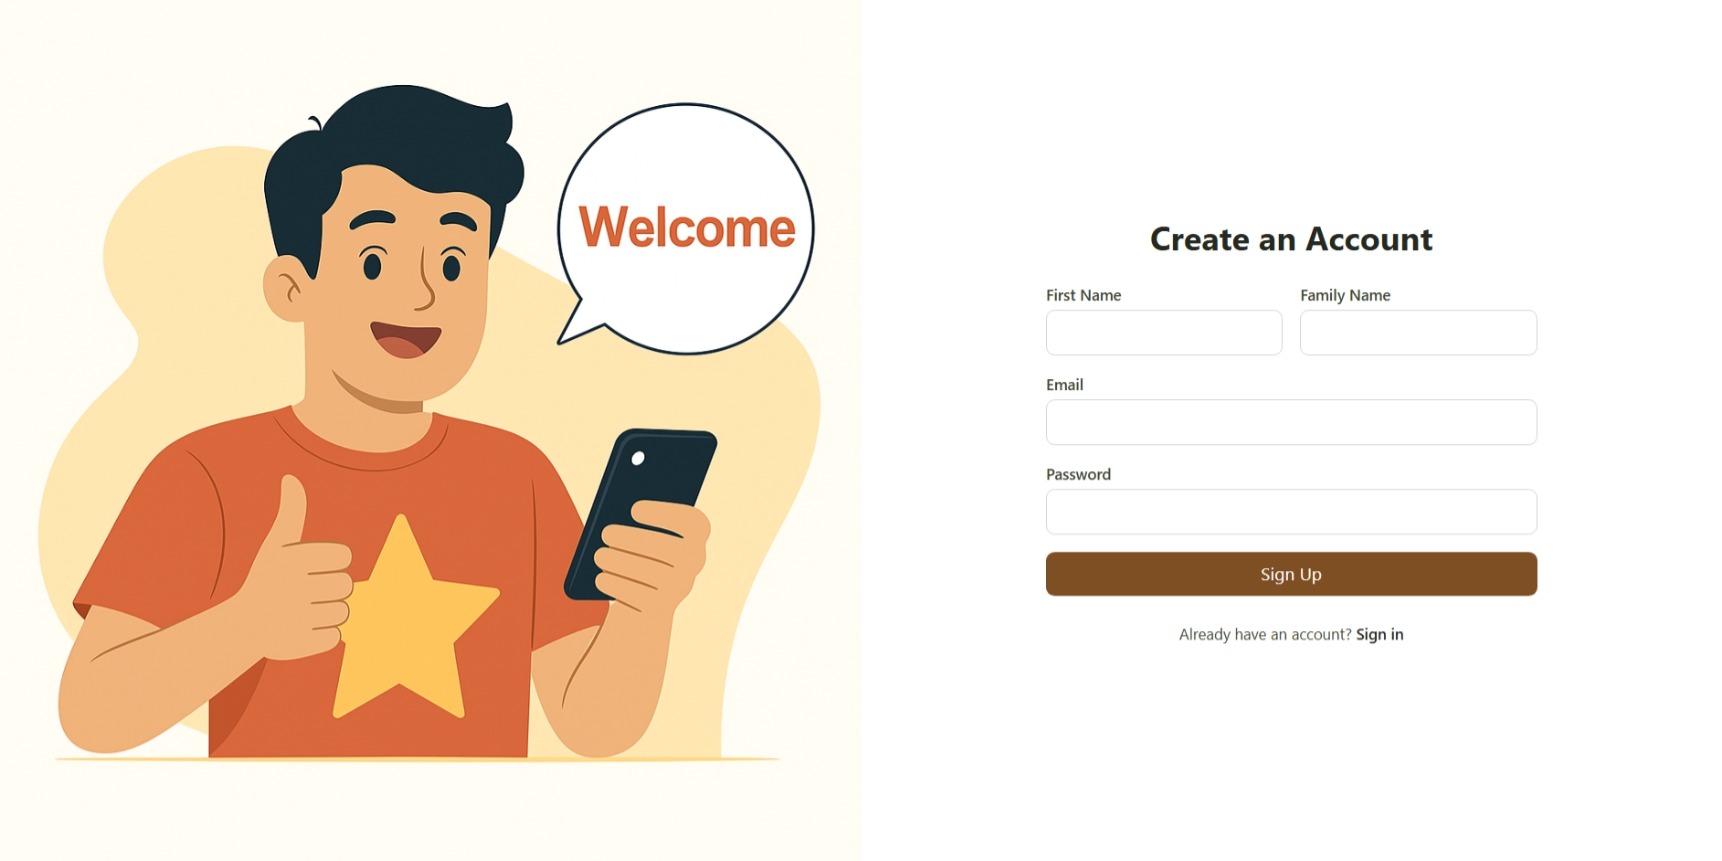 Welcome
Create an Account
First Name
Family Name
Email
Password
Sign Up
Already have an account? Sign in